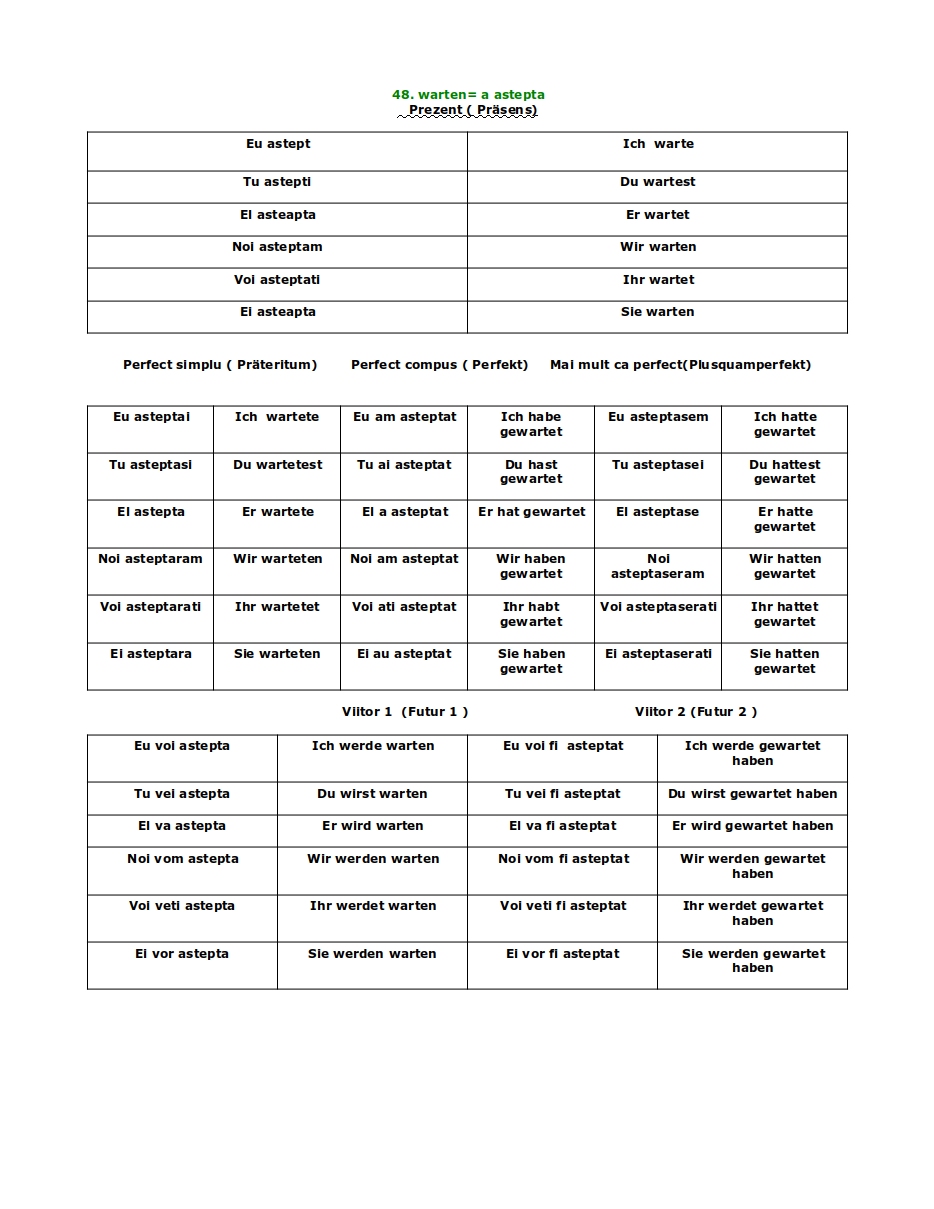 48. warten= a astepta
Prezent ( Präsens)
Eu astept Ich warte
Tu astepti Du wartest
El asteapta Er wartet
Noi asteptam Wir warten
Voi asteptati Ihr wartet
Ei asteapta Sie warten
Perfect simplu ( Präteritum) Perfect compus ( Perfekt) Mai mult ca perfect(Plusquamperfekt)
Eu asteptai Ich wartete Eu am asteptat Ich habe Eu asteptasem Ich hatte
gewartet gewartet
Tu asteptasi Du wartetest Tu ai asteptat Du hast Tu asteptasei Du hattest
gewartet gewartet
El astepta Er wartete El a asteptat Er hat gewartet El asteptase Er hatte
gewartet
Noi asteptaram Wir warteten Noi am asteptat Wir haben Noi Wir hatten
gewartet asteptaseram gewartet
Voi asteptarati Ihr wartetet Voi ati asteptat Ihr habt Voi asteptaserati Ihr hattet
gewartet gewartet
Ei asteptara Sie warteten Ei au asteptat Sie haben Ei asteptaserati Sie hatten
gewartet gewartet
Viitor 1 (Futur 1 ) Viitor 2 (Futur 2 )
Eu voi astepta Ich werde warten Eu voi fi asteptat Ich werde gewartet
haben
Tu vei astepta Du wirst warten Tu vei fi asteptat Du wirst gewartet haben
El va astepta Er wird warten El va fi asteptat Er wird gewartet haben
Noi vom astepta Wir werden warten Noi vom fi asteptat Wir werden gewartet
haben
Voi veti astepta Ihr werdet warten Voi veti fi asteptat Ihr werdet gewartet
haben
Ei vor astepta Sie werden warten Ei vor fi asteptat Sie werden gewartet
haben